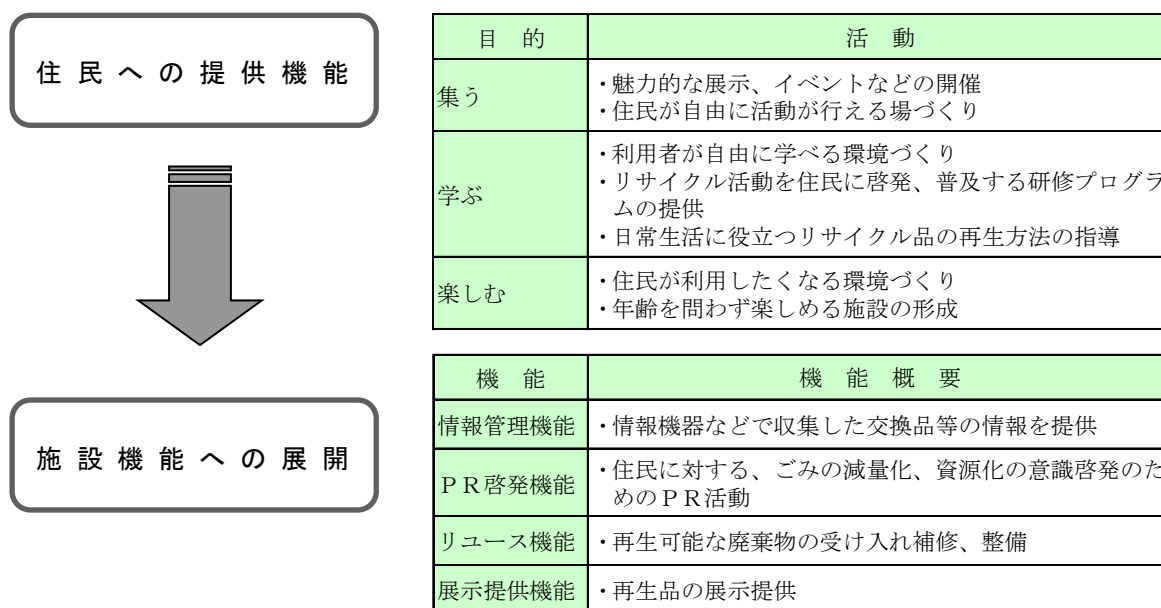 住民への提供機能
目 的
活 動
集う
・魅力的な展示、イベントなどの開催
・住民が自由に活動が行える場づくり
学ぶ
・利用者が自由に学べる環境づくり
・リサイクル活動を住民に啓発、普及する研修プログラ
ムの提供
・日常生活に役立つリサイクル品の再生方法の指導
楽しむ
・住民が利用したくなる環境づくり
・年齢を問わず楽しめる施設の形成
施設機能への展開
機 能
機 能 概 要
情報管理機能
・情報機器などで収集した交換品等の情報を提供
ＰＲ啓発機能
・住民に対する、ごみの減量化、資源化の意識啓発のた
めのＰＲ活動
リユース機能
・再生可能な廃棄物の受け入れ補修、整備
展示提供機能
・再生品の展示提供